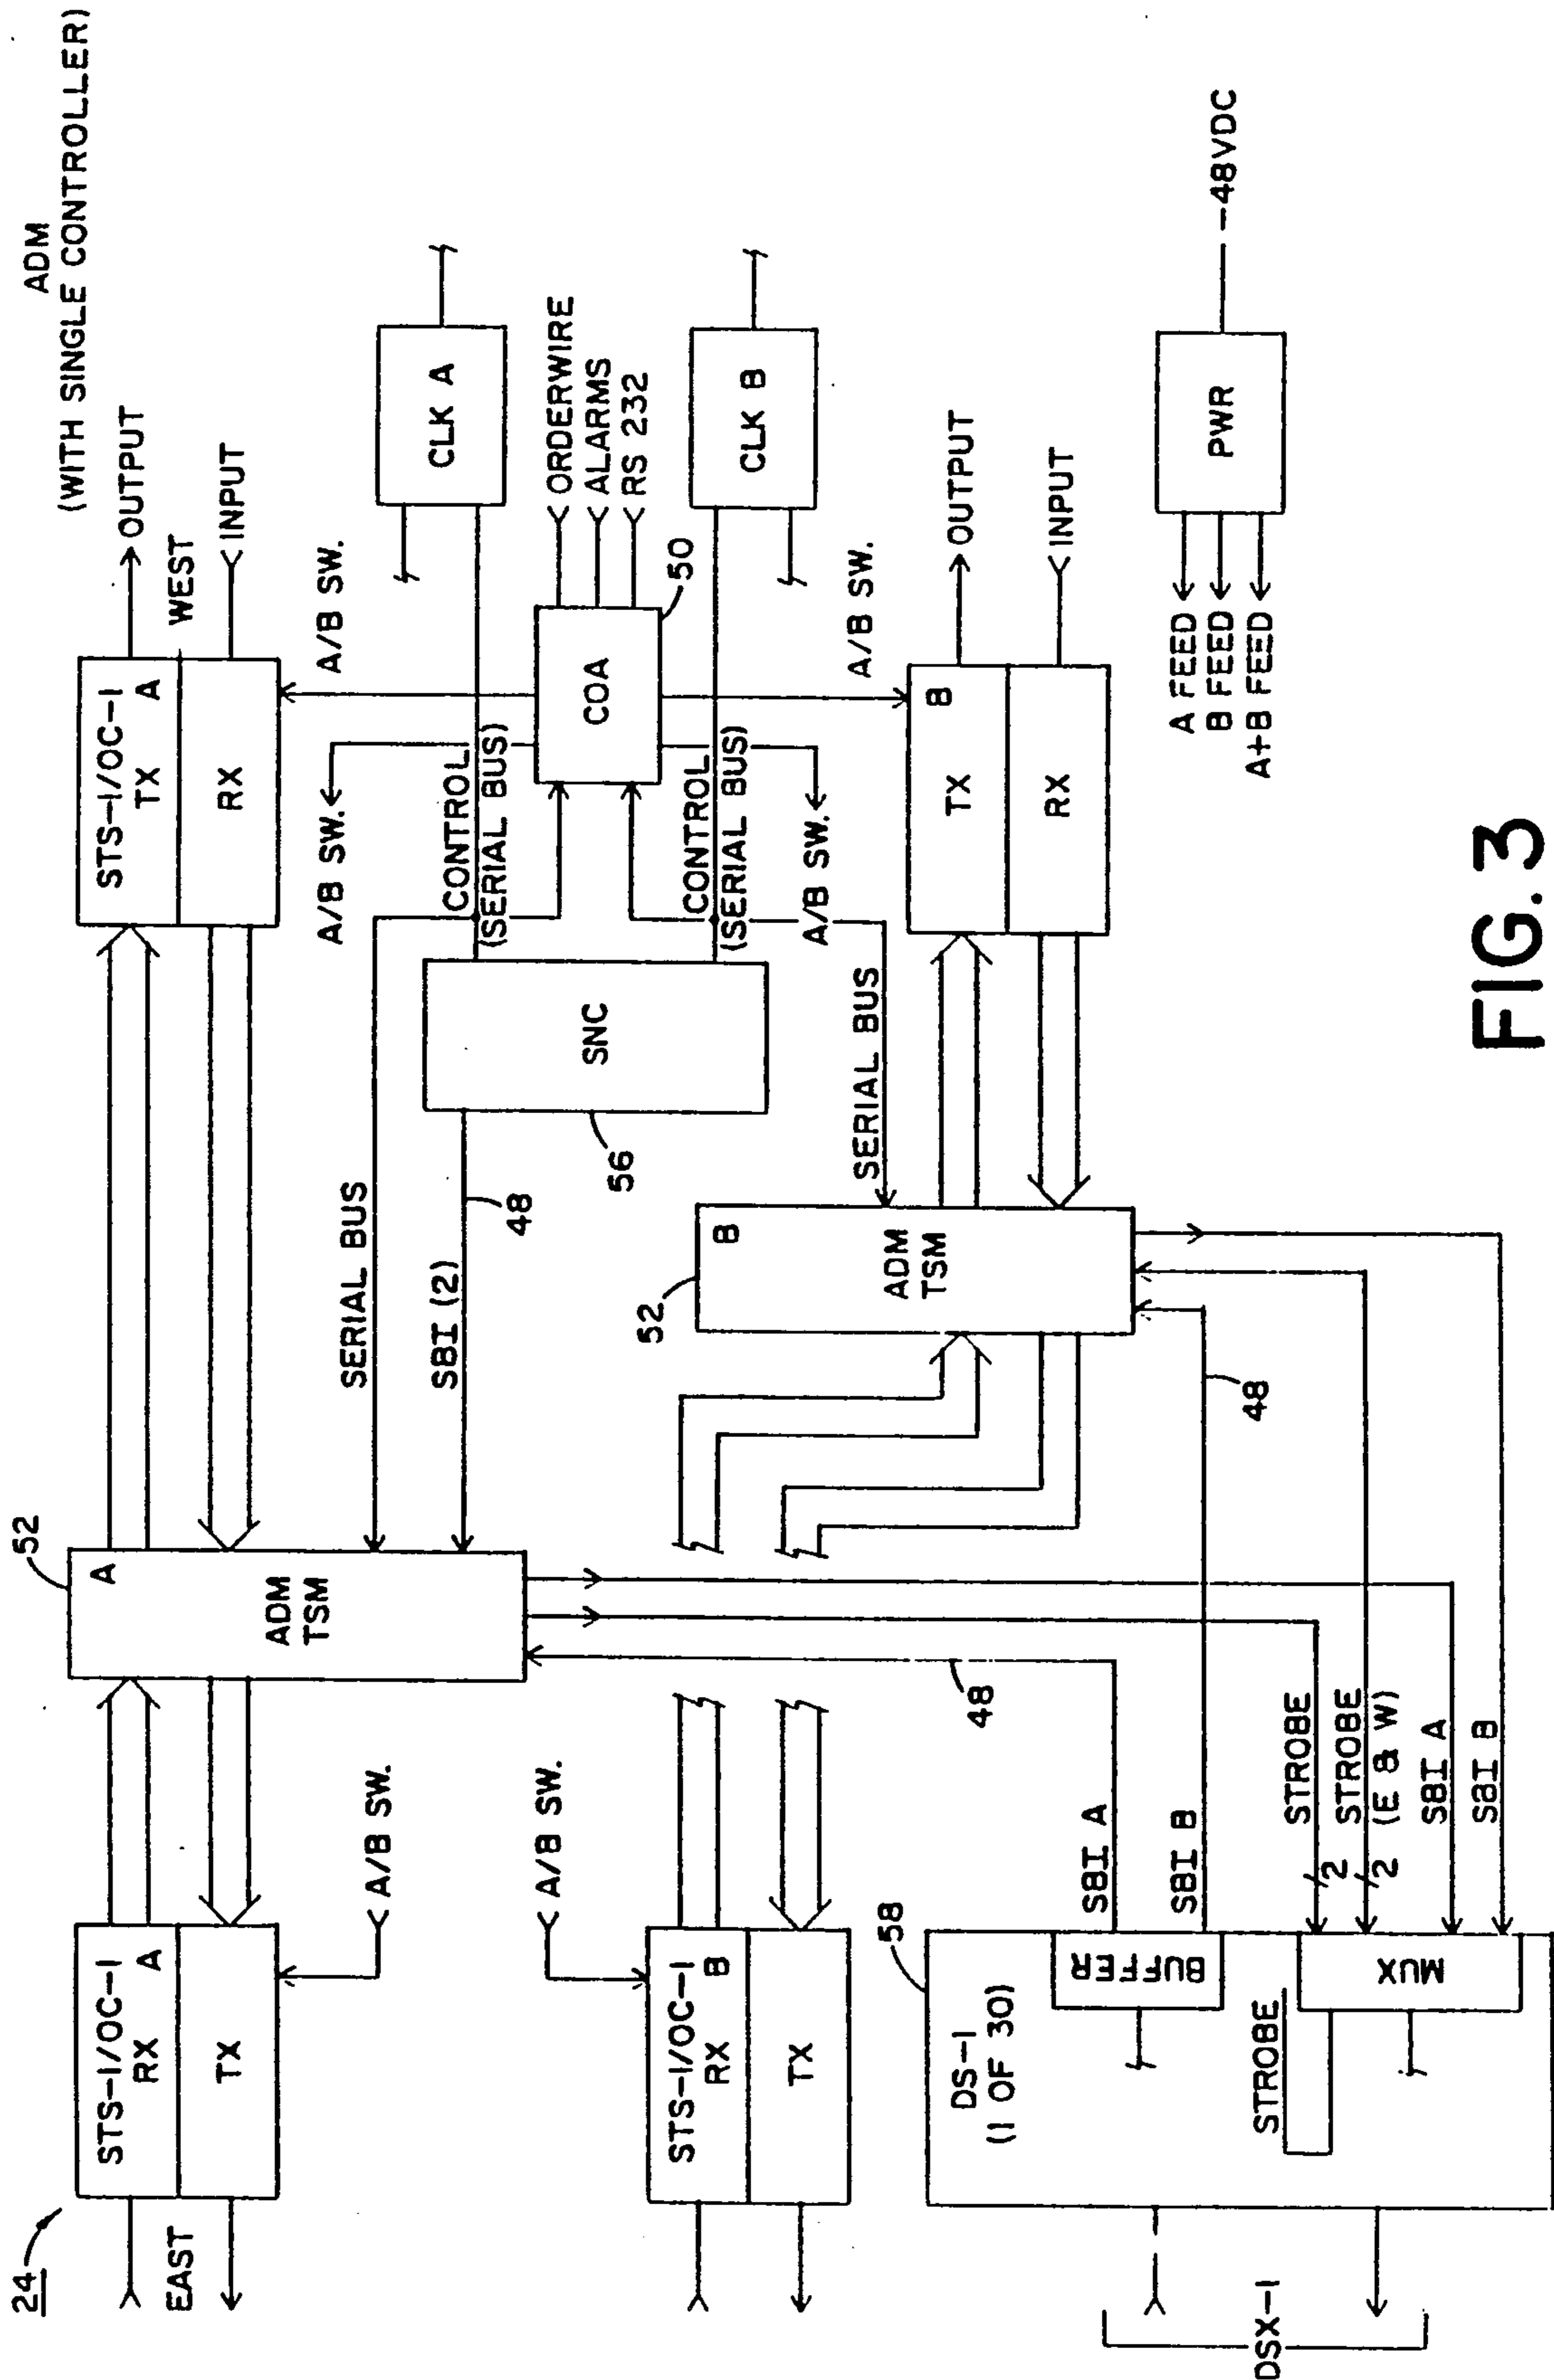 ADM
(WITH SINGLE CONTROLLER)
24
EAST
STS-1/OC-1
RX
A
TX
A/B SW.
52
A
ADM
TSM
STS-1/OC-1
TX
A
RX
WEST
OUTPUT
INPUT
A/B SW.
A/B SW.
SERIAL BUS
SBI (2)
48
CONTROL
(SERIAL BUS)
CLK A
SNC
56
COA
50
ORDERWIRE
ALARMS
RS 232
CONTROL
(SERIAL BUS)
CLK B
A/B SW.
A/B SW.
A/B SW.
STS-1/OC-1
RX
B
TX
52
B
ADM
TSM
SERIAL BUS
B
TX
RX
OUTPUT
INPUT
48
48
58
DS-1
(1 OF 30)
BUFFER
SBI A
SBI B
STROBE
MUX
STROBE
2
STROBE
(E & W)
2
SBI A
SBI B
DSX-1
PWR
-48VDC
A FEED
B FEED
A+B FEED
FIG.3